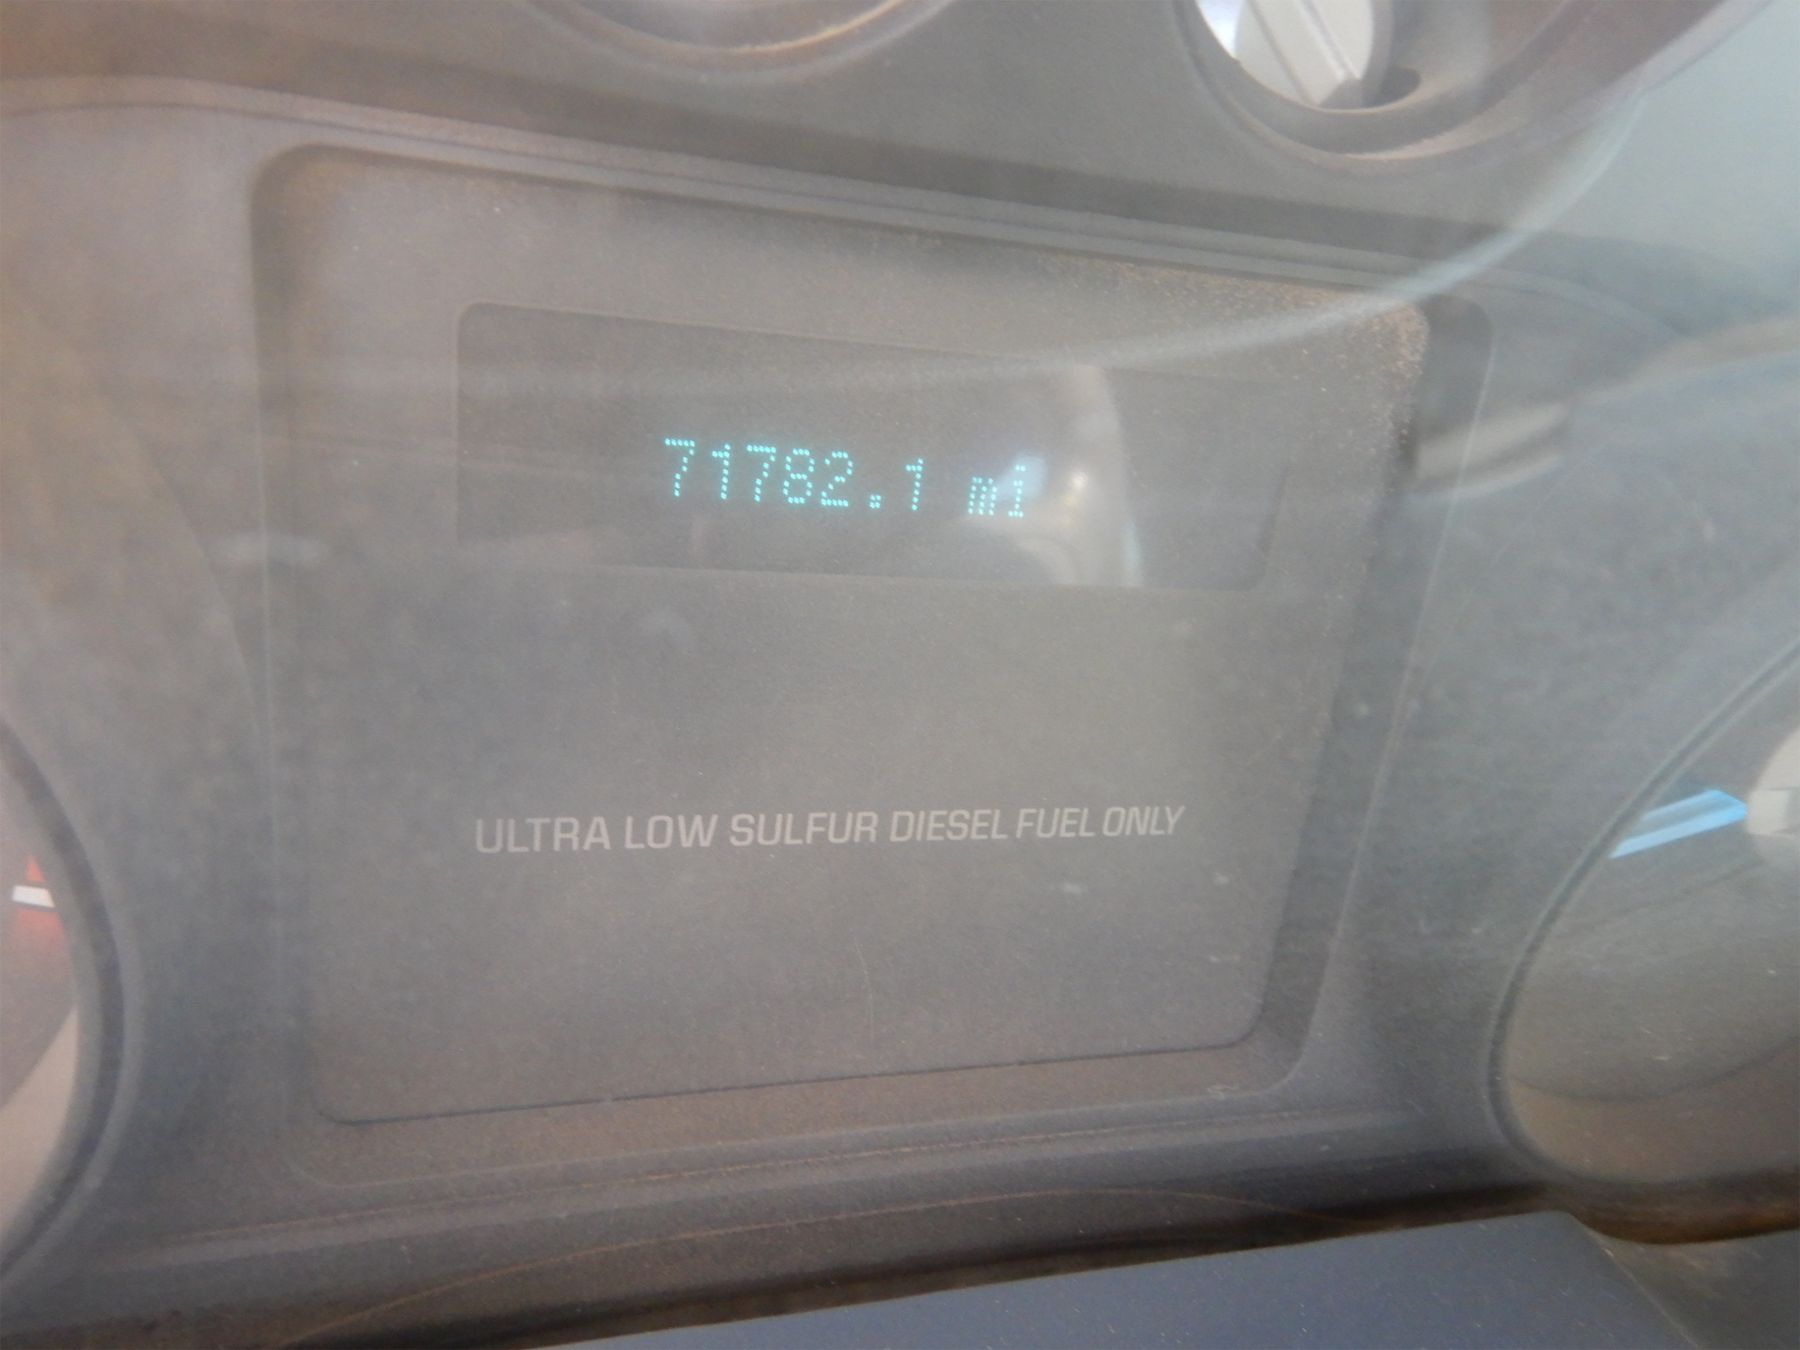 71782.1 mi
ULTRA LOW SULFUR DIESEL FUEL ONLY